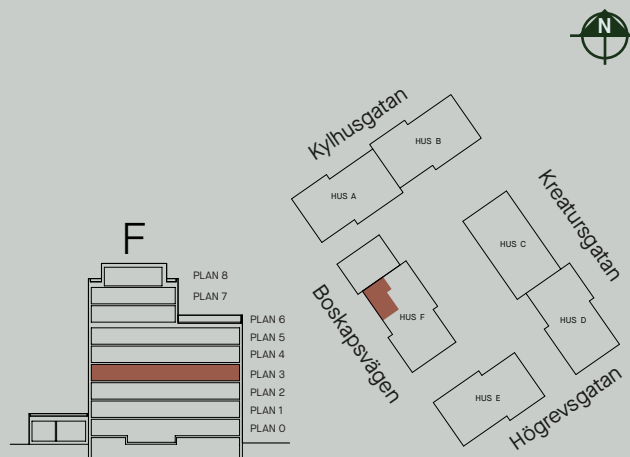 N
Kylhusgatan
HUS B
HUS A
Kreatursgatan
HUS C
F
PLAN 8
PLAN 7
PLAN 6
PLAN 5
PLAN 4
PLAN 3
PLAN 2
PLAN 1
PLAN 0
Boskapsvägen
HUS F
HUS D
HUS E
Högrevsgatan